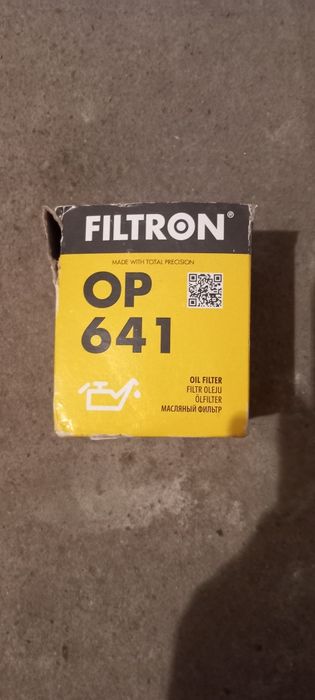 FILTRON®
MADE WITH TOTAL PRECISION
OP
641
OIL FILTER
FILTR OLEJU
ÖLFILTER
МАСЛЯНЫЙ ФИЛЬТР